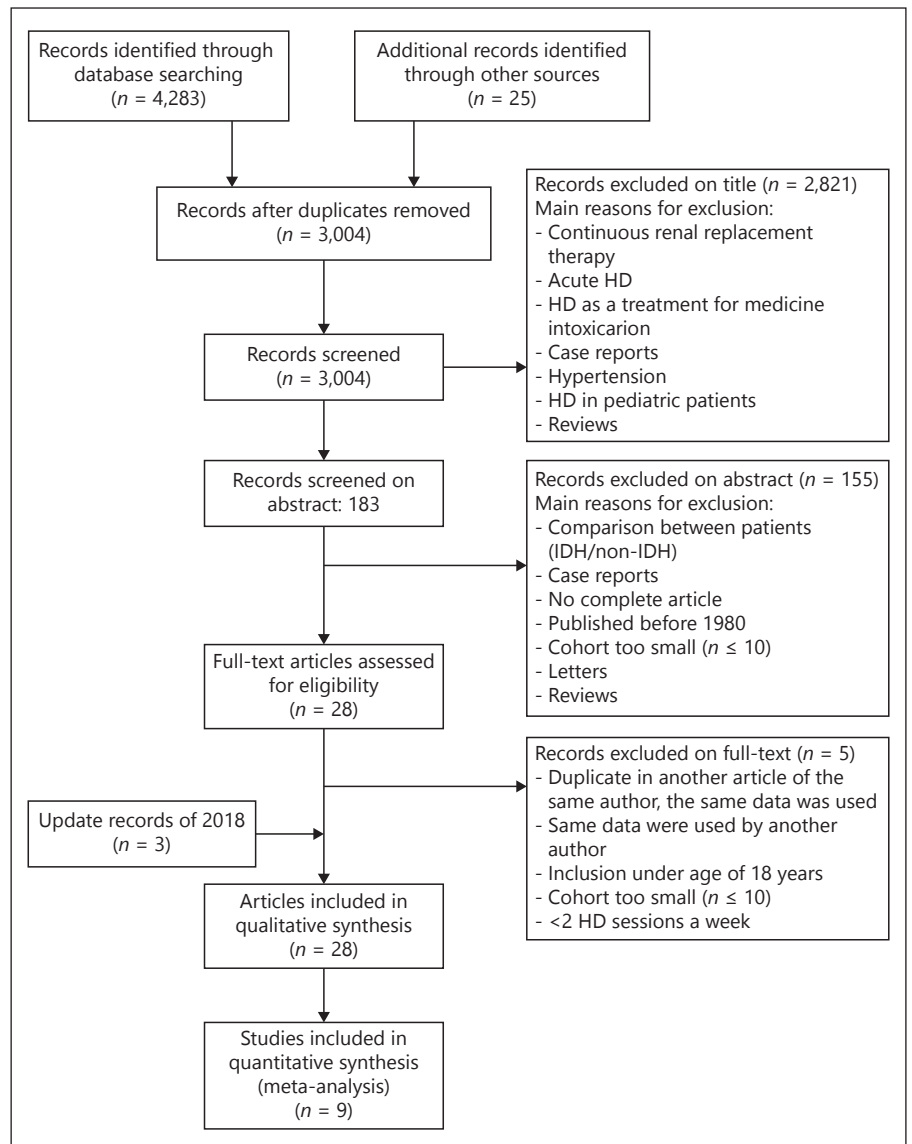 Records identified through
database searching
(n = 4,283)
Additional records identified
through other sources
(n = 25)
Records after duplicates removed
(n = 3,004)
Records excluded on title (n = 2,821)
Main reasons for exclusion:
- Continuous renal replacement
therapy
- Acute HD
- HD as a treatment for medicine
intoxicarion
- Case reports
- Hypertension
- HD in pediatric patients
- Reviews
Records screened
(n = 3,004)
Records screened on
abstract: 183
Records excluded on abstract (n = 155)
Main reasons for exclusion:
- Comparison between patients
(IDH/non-IDH)
- Case reports
- No complete article
- Published before 1980
- Cohort too small (n ≤ 10)
- Letters
- Reviews
Full-text articles assessed
for eligibility
(n = 28)
Records excluded on full-text (n = 5)
- Duplicate in another article of the
same author, the same data was used
- Same data were used by another
author
- Inclusion under age of 18 years
- Cohort too small (n ≤ 10)
- <2 HD sessions a week
Update records of 2018
(n = 3)
Articles included in
qualitative synthesis
(n = 28)
Studies included in
quantitative synthesis
(meta-analysis)
(n = 9)